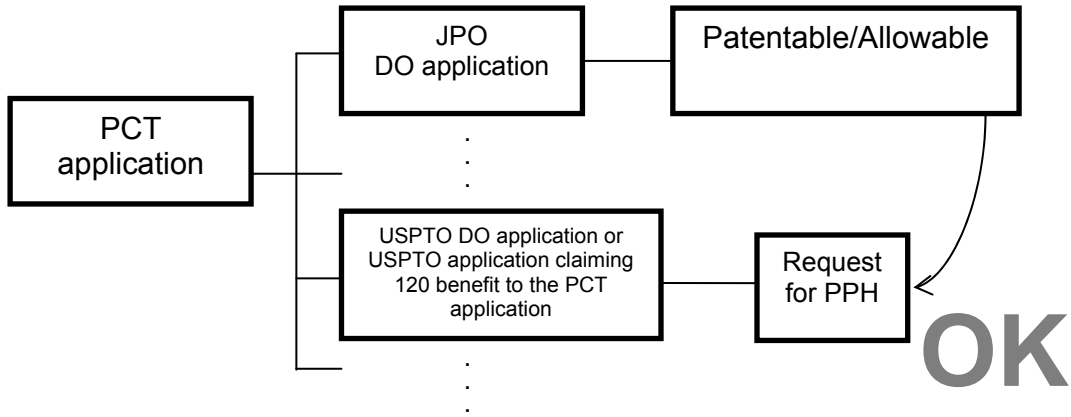 JPO
DO application
Patentable/Allowable
PCT
application
USPTO DO application or
USPTO application claiming
120 benefit to the PCT
application
Request
for PPH
OK